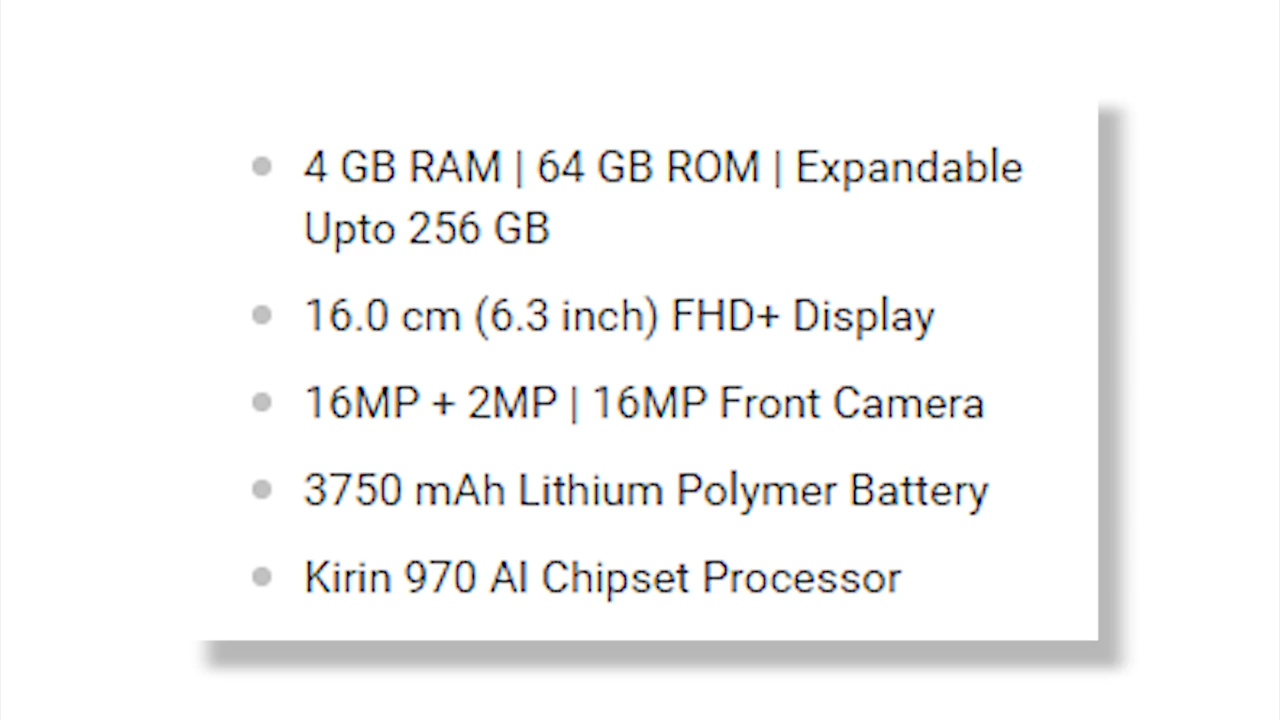 4 GB RAM | 64 GB ROM | Expandable
Upto 256 GB
16.0 cm (6.3 inch) FHD+ Display
16MP + 2MP | 16MP Front Camera
3750 mAh Lithium Polymer Battery
Kirin 970 AI Chipset Processor